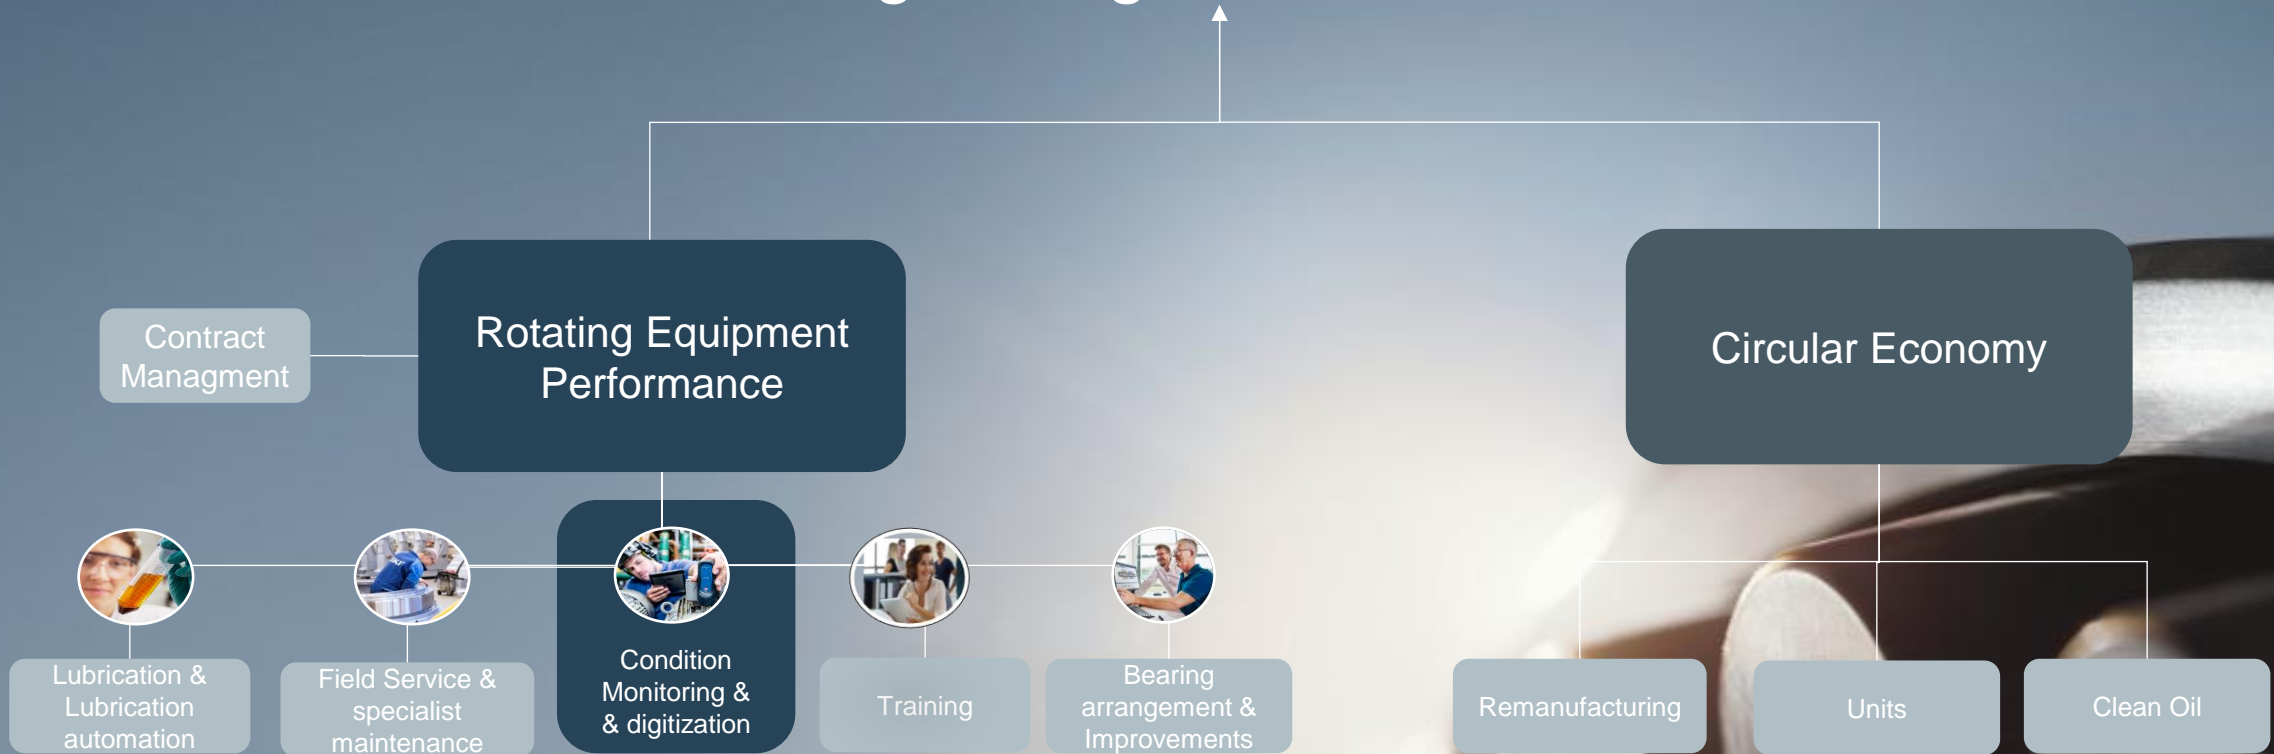 Contract
Managment
Rotating Equipment
Performance
Circular Economy
Lubrication &
Lubrication
automation
Field Service &
specialist
maintenance
Condition
Monitoring &
& digitization
Training
Bearing
arrangement &
Improvements
Remanufacturing
Units
Clean Oil